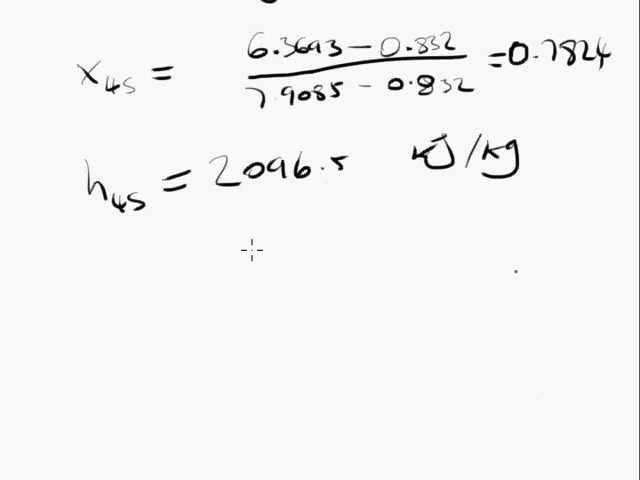 x4s = 6.3693 - 0.832 / 7.9085 - 0.832 = 0.7824
h4s = 2096.5 kJ/kg